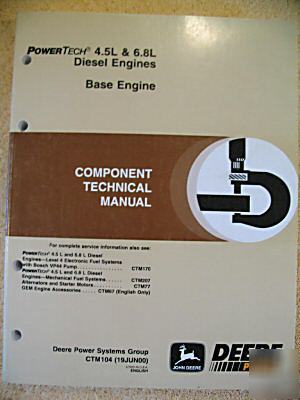 POWERTECH® 4.5L & 6.8L
Diesel Engines
Base Engine
COMPONENT
TECHNICAL
MANUAL
For complete service information also see:
POWERTECH® 4.5 L and 6.8 L Diesel
Engines—Level 4 Electronic Fuel Systems
with Bosch VP44 Pump . . . . . . . . . . . . . . . . CTM170
POWERTECH® 4.5 L and 6.8 L Diesel
Engines—Mechanical Fuel Systems . . . . . . CTM207
Alternators and Starter Motors . . . . . . . . . . CTM77
OEM Engine Accessories . . . . . CTM67 (English Only)
Deere Power Systems Group
CTM104 (19JUN00)
ENGLISH
JOHN DEERE
DEERE